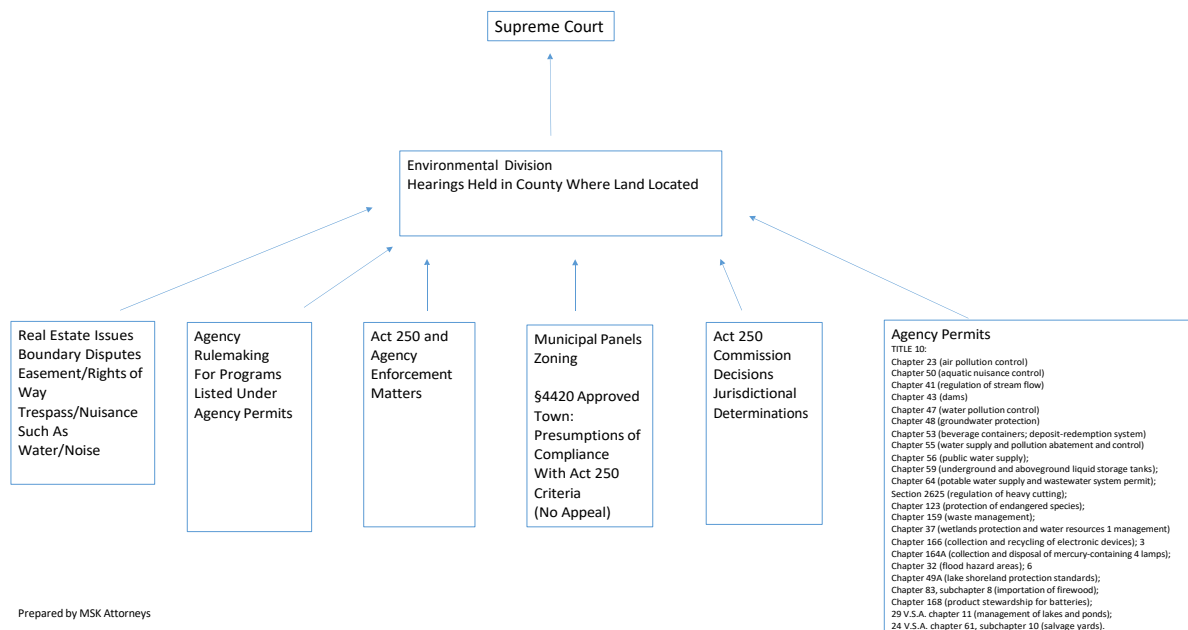 Supreme Court
Environmental Division
Hearings Held in County Where Land Located
Real Estate Issues
Boundary Disputes
Easement/Rights of
Way
Trespass/Nuisance
Such As
Water/Noise
Agency
Rulemaking
For Programs
Listed Under
Agency Permits
Act 250 and
Agency
Enforcement
Matters
Municipal Panels
Zoning
§4420 Approved
Town:
Presumptions of
Compliance
With Act 250
Criteria
(No Appeal)
Act 250
Commission
Decisions
Jurisdictional
Determinations
Agency Permits
TITLE 10:
Chapter 23 (air pollution control)
Chapter 50 (aquatic nuisance control)
Chapter 41 (regulation of stream flow)
Chapter 43 (dams)
Chapter 47 (water pollution control)
Chapter 48 (groundwater protection)
Chapter 53 (beverage containers; deposit-redemption system)
Chapter 55 (water supply and pollution abatement and control)
Chapter 56 (public water supply);
Chapter 59 (underground and aboveground liquid storage tanks);
Chapter 64 (potable water supply and wastewater system permit);
Section 2625 (regulation of heavy cutting);
Chapter 123 (protection of endangered species);
Chapter 159 (waste management);
Chapter 37 (wetlands protection and water resources 1 management)
Chapter 166 (collection and recycling of electronic devices); 3
Chapter 164A (collection and disposal of mercury-containing 4 lamps);
Chapter 32 (flood hazard areas); 6
Chapter 49A (lake shoreland protection standards);
Chapter 83, subchapter 8 (importation of firewood);
Chapter 168 (product stewardship for batteries);
29 V.S.A. chapter 11 (management of lakes and ponds);
24 V.S.A. chapter 61, subchapter 10 (salvage yards).
Prepared by MSK Attorneys